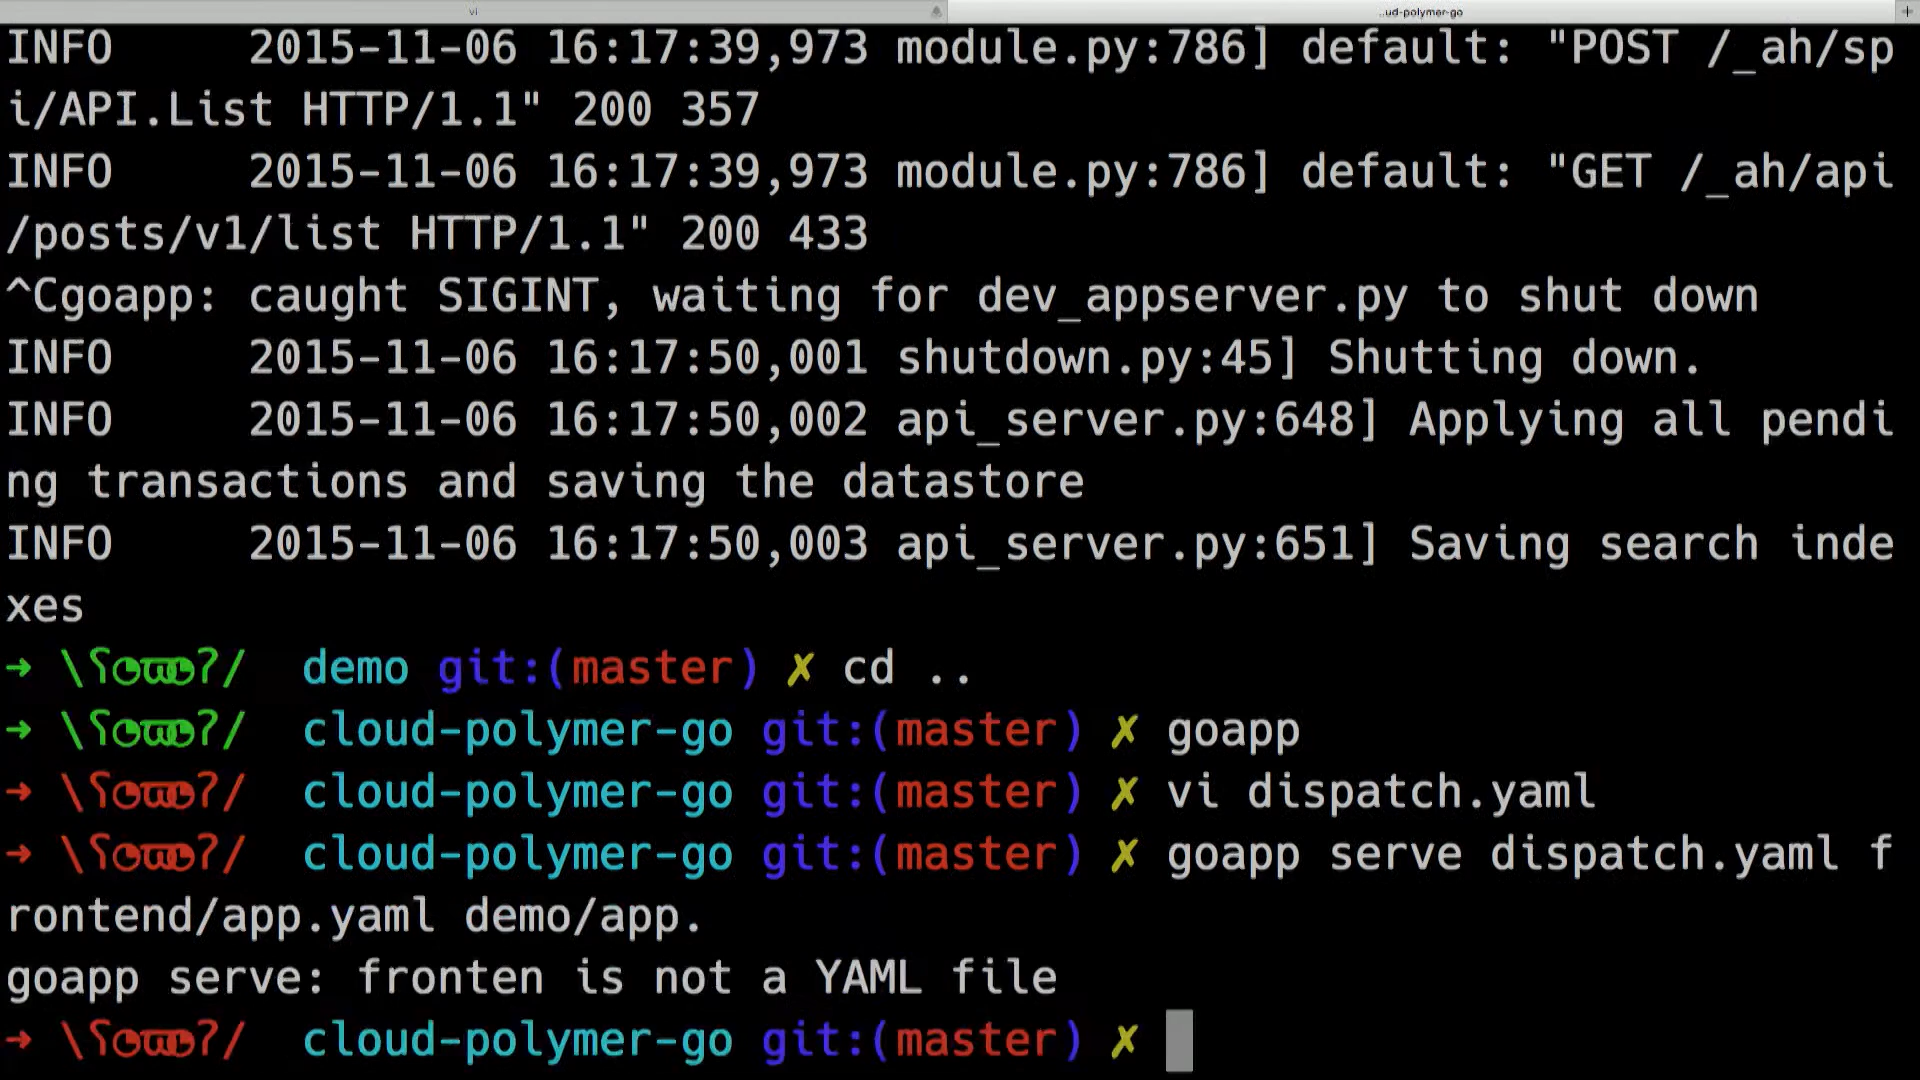 vi
...ud-polymer-go
+
INFO     2015-11-06 16:17:39,973 module.py:786] default: "POST /_ah/sp
i/API.List HTTP/1.1" 200 357
INFO     2015-11-06 16:17:39,973 module.py:786] default: "GET /_ah/api
/posts/v1/list HTTP/1.1" 200 433
^Cgoapp: caught SIGINT, waiting for dev_appserver.py to shut down
INFO     2015-11-06 16:17:50,001 shutdown.py:45] Shutting down.
INFO     2015-11-06 16:17:50,002 api_server.py:648] Applying all pendi
ng transactions and saving the datastore
INFO     2015-11-06 16:17:50,003 api_server.py:651] Saving search inde
xes
➜ \ʕ◔ϖ◔ʔ/  demo git:(master) ✗ cd ..
➜ \ʕ◔ϖ◔ʔ/  cloud-polymer-go git:(master) ✗ goapp
➜ \ʕ◔ϖ◔ʔ/  cloud-polymer-go git:(master) ✗ vi dispatch.yaml
➜ \ʕ◔ϖ◔ʔ/  cloud-polymer-go git:(master) ✗ goapp serve dispatch.yaml f
rontend/app.yaml demo/app.
goapp serve: fronten is not a YAML file
➜ \ʕ◔ϖ◔ʔ/  cloud-polymer-go git:(master) ✗